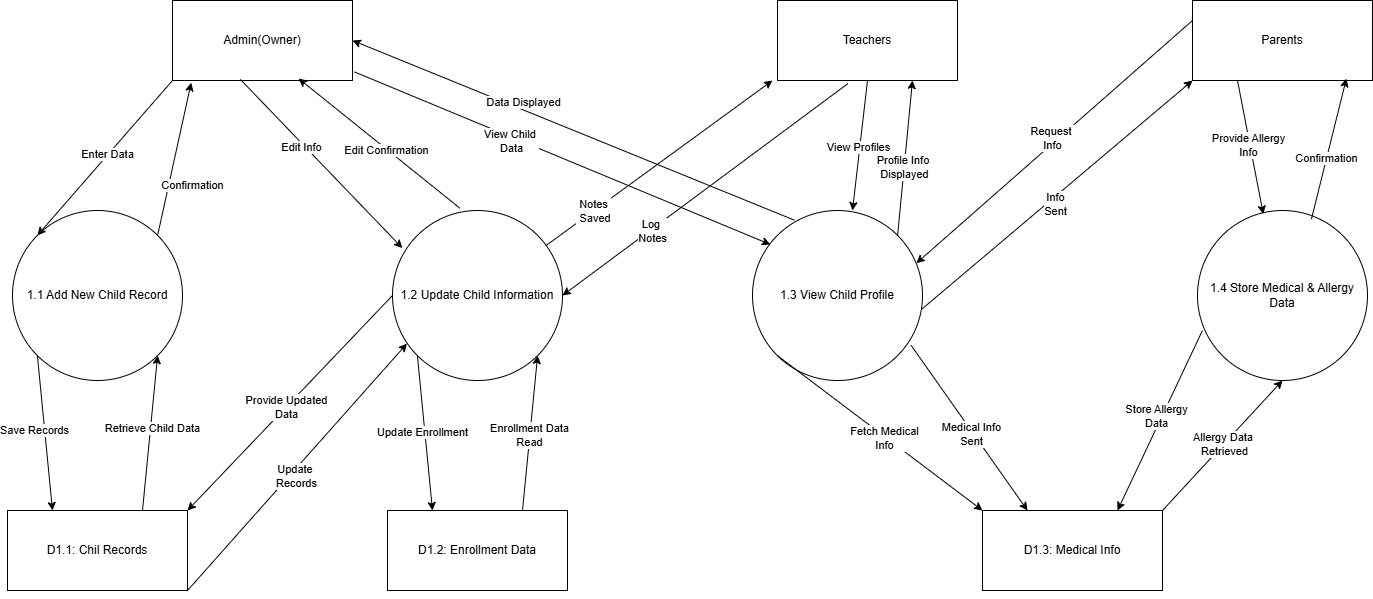 Admin(Owner)
Teachers
Parents
Data Displayed
View Child
Data
Enter Data
Edit Info
Edit Confirmation
View Profiles
Profile Info
Displayed
Request
Info
Provide Allergy
Info
Confirmation
Confirmation
Notes
Saved
Log
Notes
Info
Sent
1.1 Add New Child Record
1.2 Update Child Information
1.3 View Child Profile
1.4 Store Medical & Allergy
Data
Save Records
Retrieve Child Data
Provide Updated
Data
Update
Records
Update Enrollment
Enrollment Data
Read
Fetch Medical
Info
Medical Info
Sent
Store Allergy
Data
Allergy Data
Retrieved
D1.1: Chil Records
D1.2: Enrollment Data
D1.3: Medical Info